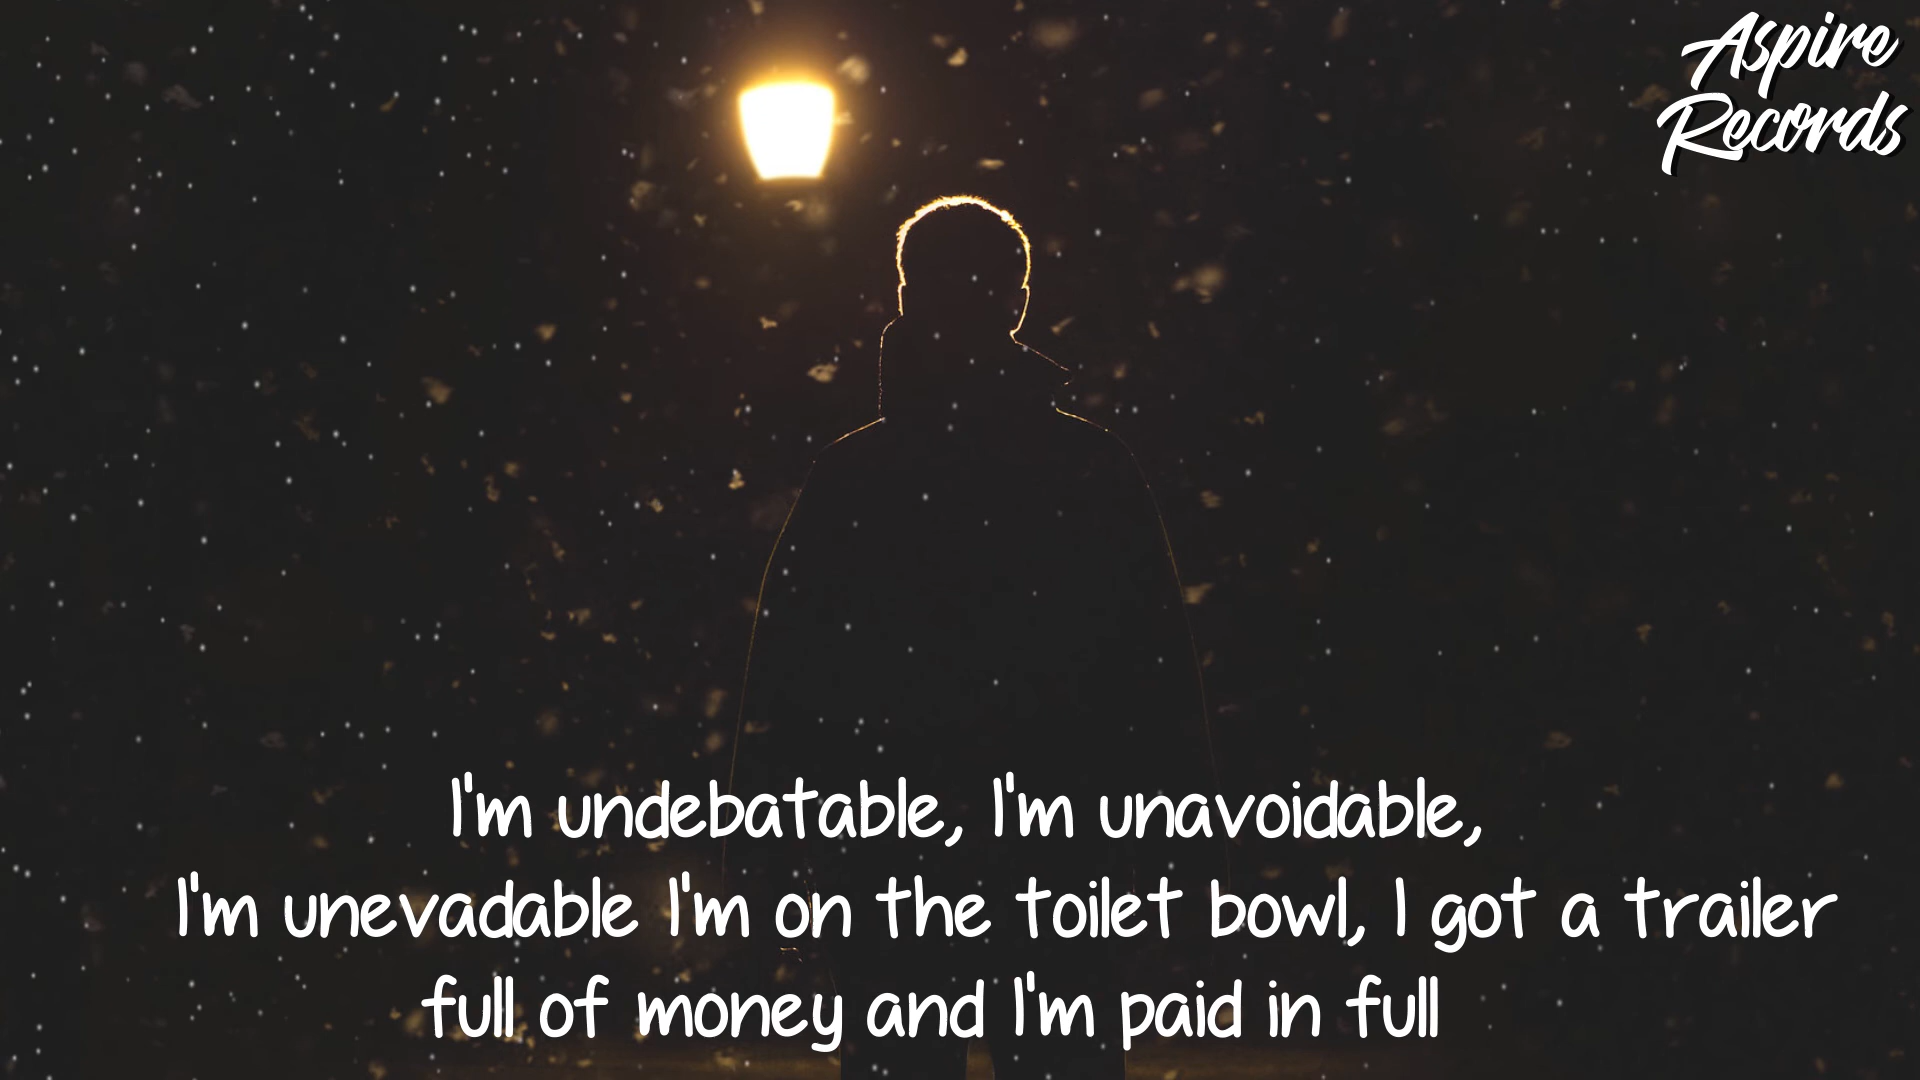 Aspire
Records
I'm undebatable, I'm unavoidable,
I'm unevadable I'm on the toilet bowl, I got a trailer
full of money and I'm paid in full